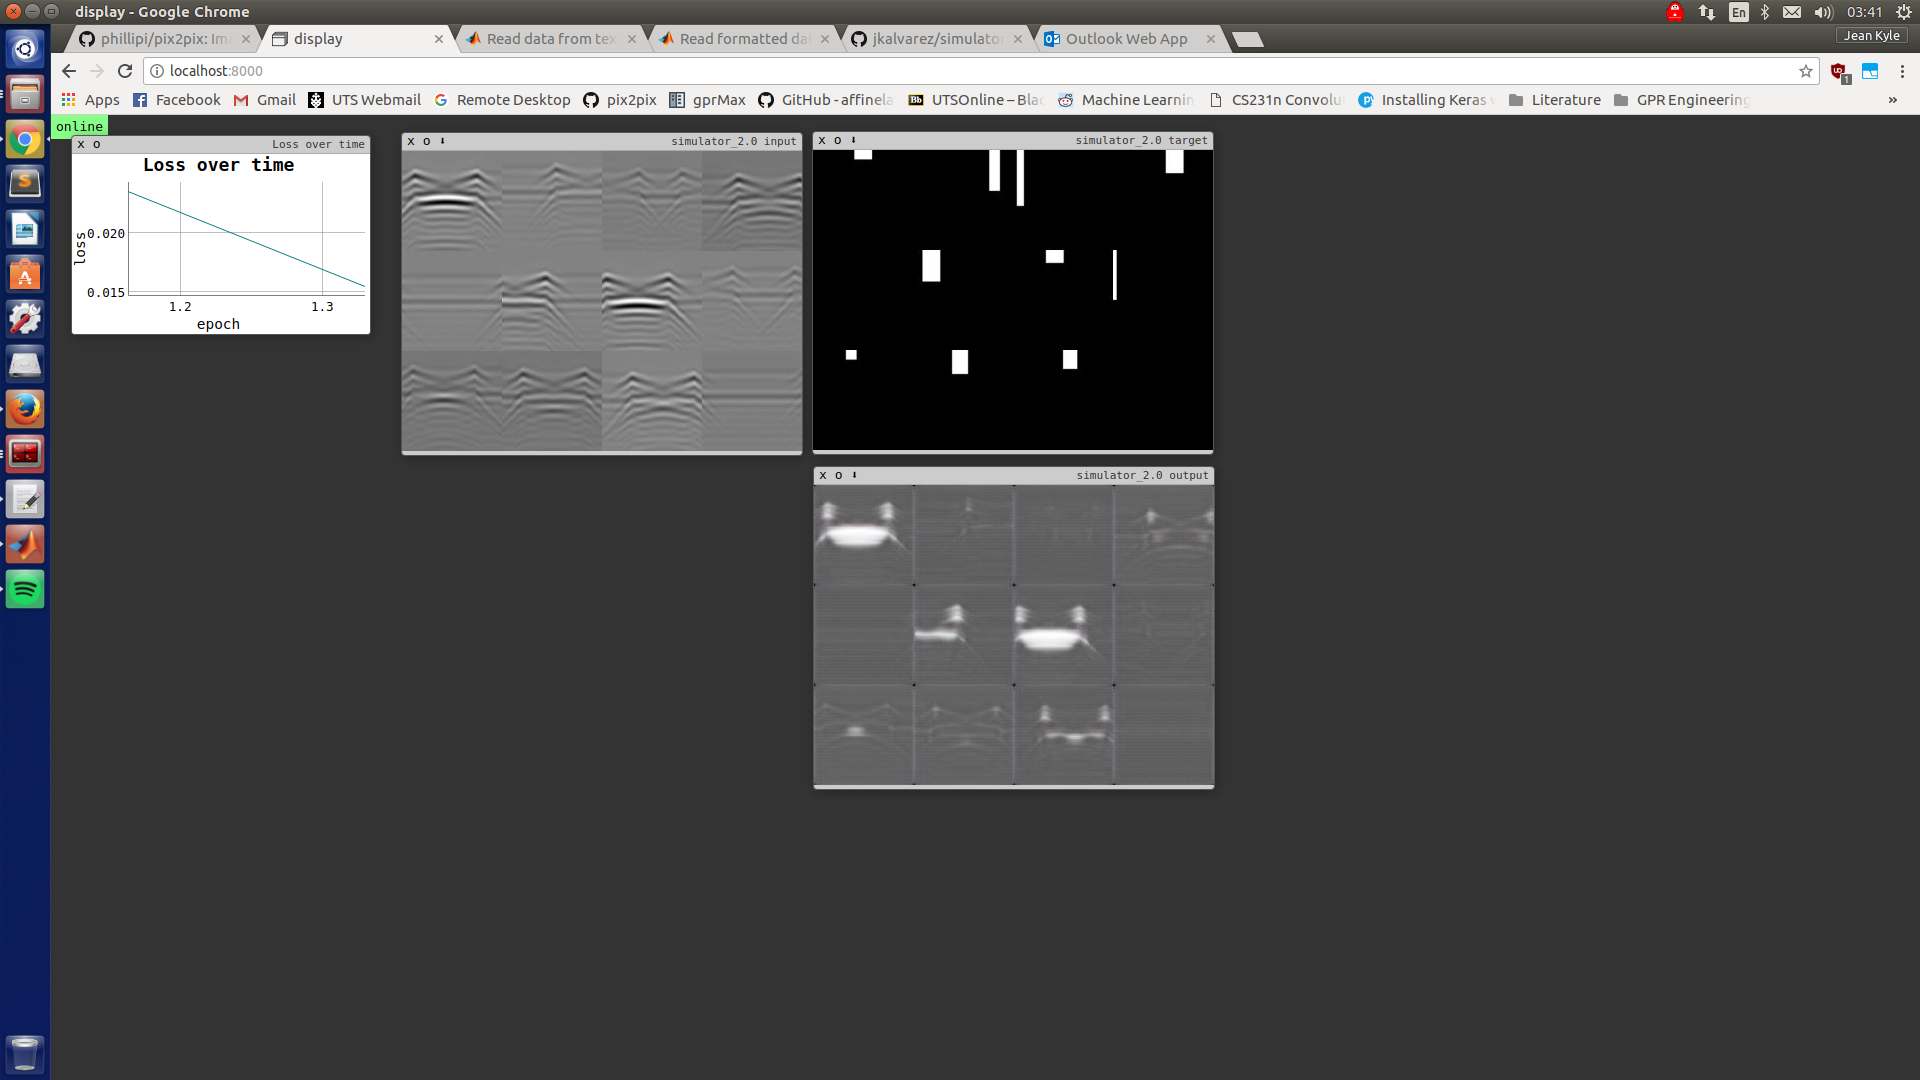 display - Google Chrome
En
03:41
phillipi/pix2pix: Im
display
Read data from tex
Read formatted da
jkalvarez/simulato
Outlook Web App
Jean Kyle
localhost:8000
1
Apps
Facebook
Gmail
UTS Webmail
Remote Desktop
pix2pix
gprMax
GitHub - affinela
UTSOnline – Bla
Machine Learnin
CS231n Convolu
Installing Keras
Literature
GPR Engineering
»
online
x o
Loss over time
Loss over time
loss
0.020
0.015
1.2
1.3
epoch
x o
simulator_2.0 input
x o
simulator_2.0 target
x o
simulator_2.0 output